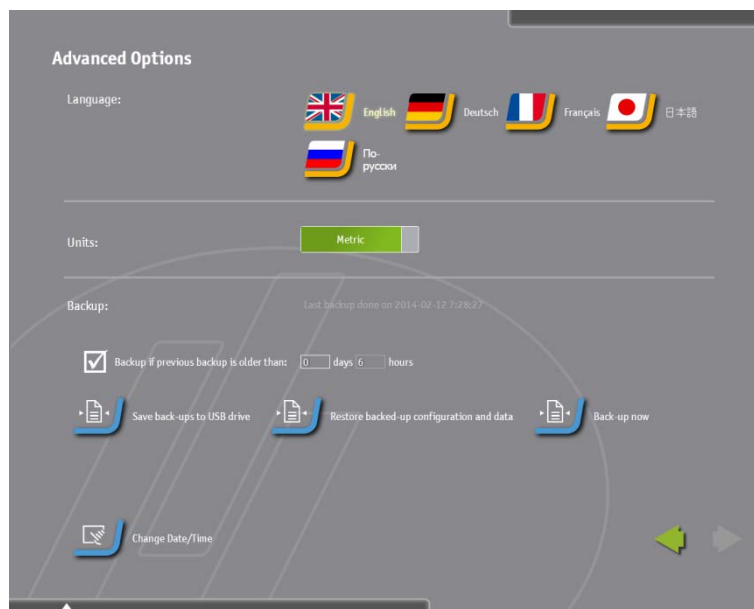 Advanced Options
Language:
English
Deutsch
Français
日本語
По-
русски
Units:
Metric
Backup:
Last backup done on 2014-02-12 7:28:27
Backup if previous backup is older than: 0 days 6 hours
Save back-ups to USB drive
Restore backed-up configuration and data
Back-up now
Change Date/Time